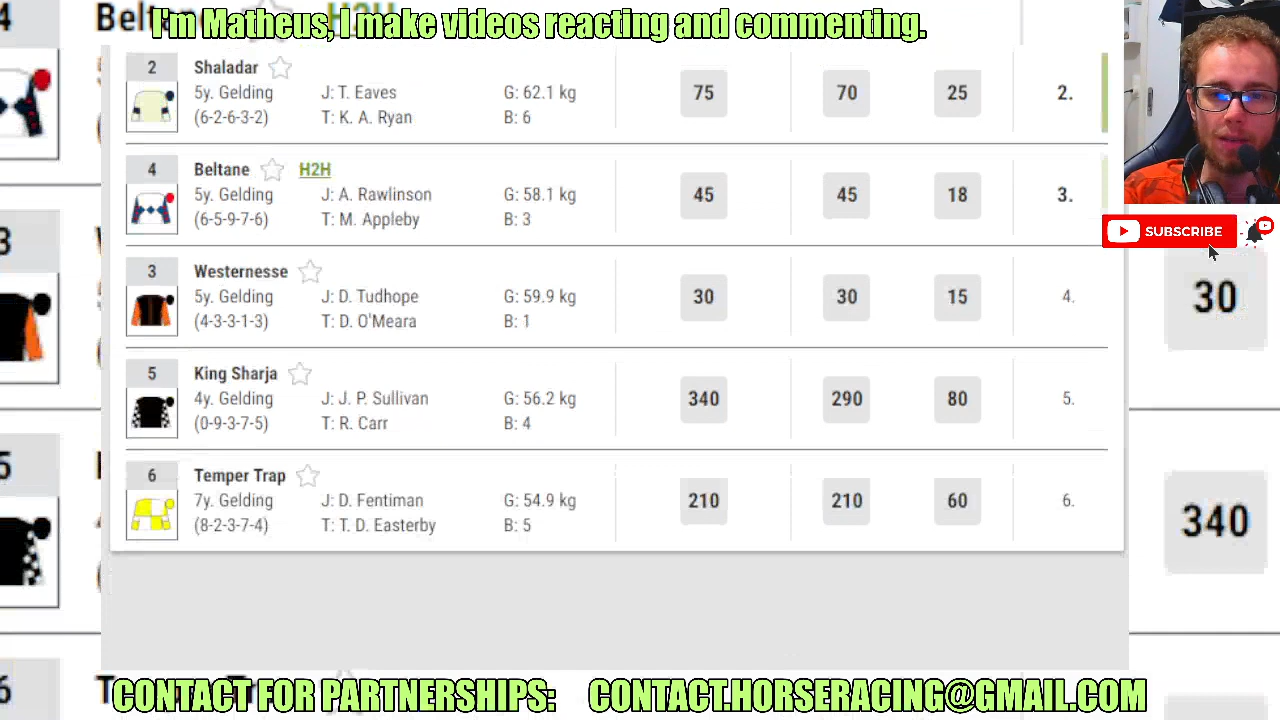 I'm Matheus, I make videos reacting and commenting.
SUBSCRIBE
2 Shaladar
5y. Gelding J: T. Eaves G: 62.1 kg 75 70 25 2.
(6-2-6-3-2) T: K. A. Ryan B: 6
4 Beltane H2H
5y. Gelding J: A. Rawlinson G: 58.1 kg 45 45 18 3.
(6-5-9-7-6) T: M. Appleby B: 3
3 Westernesse
5y. Gelding J: D. Tudhope G: 59.9 kg 30 30 15 4.
(4-3-3-1-3) T: D. O'Meara B: 1
5 King Sharja
4y. Gelding J: J. P. Sullivan G: 56.2 kg 340 290 80 5.
(0-9-3-7-5) T: R. Carr B: 4
6 Temper Trap
7y. Gelding J: D. Fentiman G: 54.9 kg 210 210 60 6.
(8-2-3-7-4) T: T. D. Easterby B: 5
30
340
CONTACT FOR PARTNERSHIPS: CONTACT.HORSERACING@GMAIL.COM